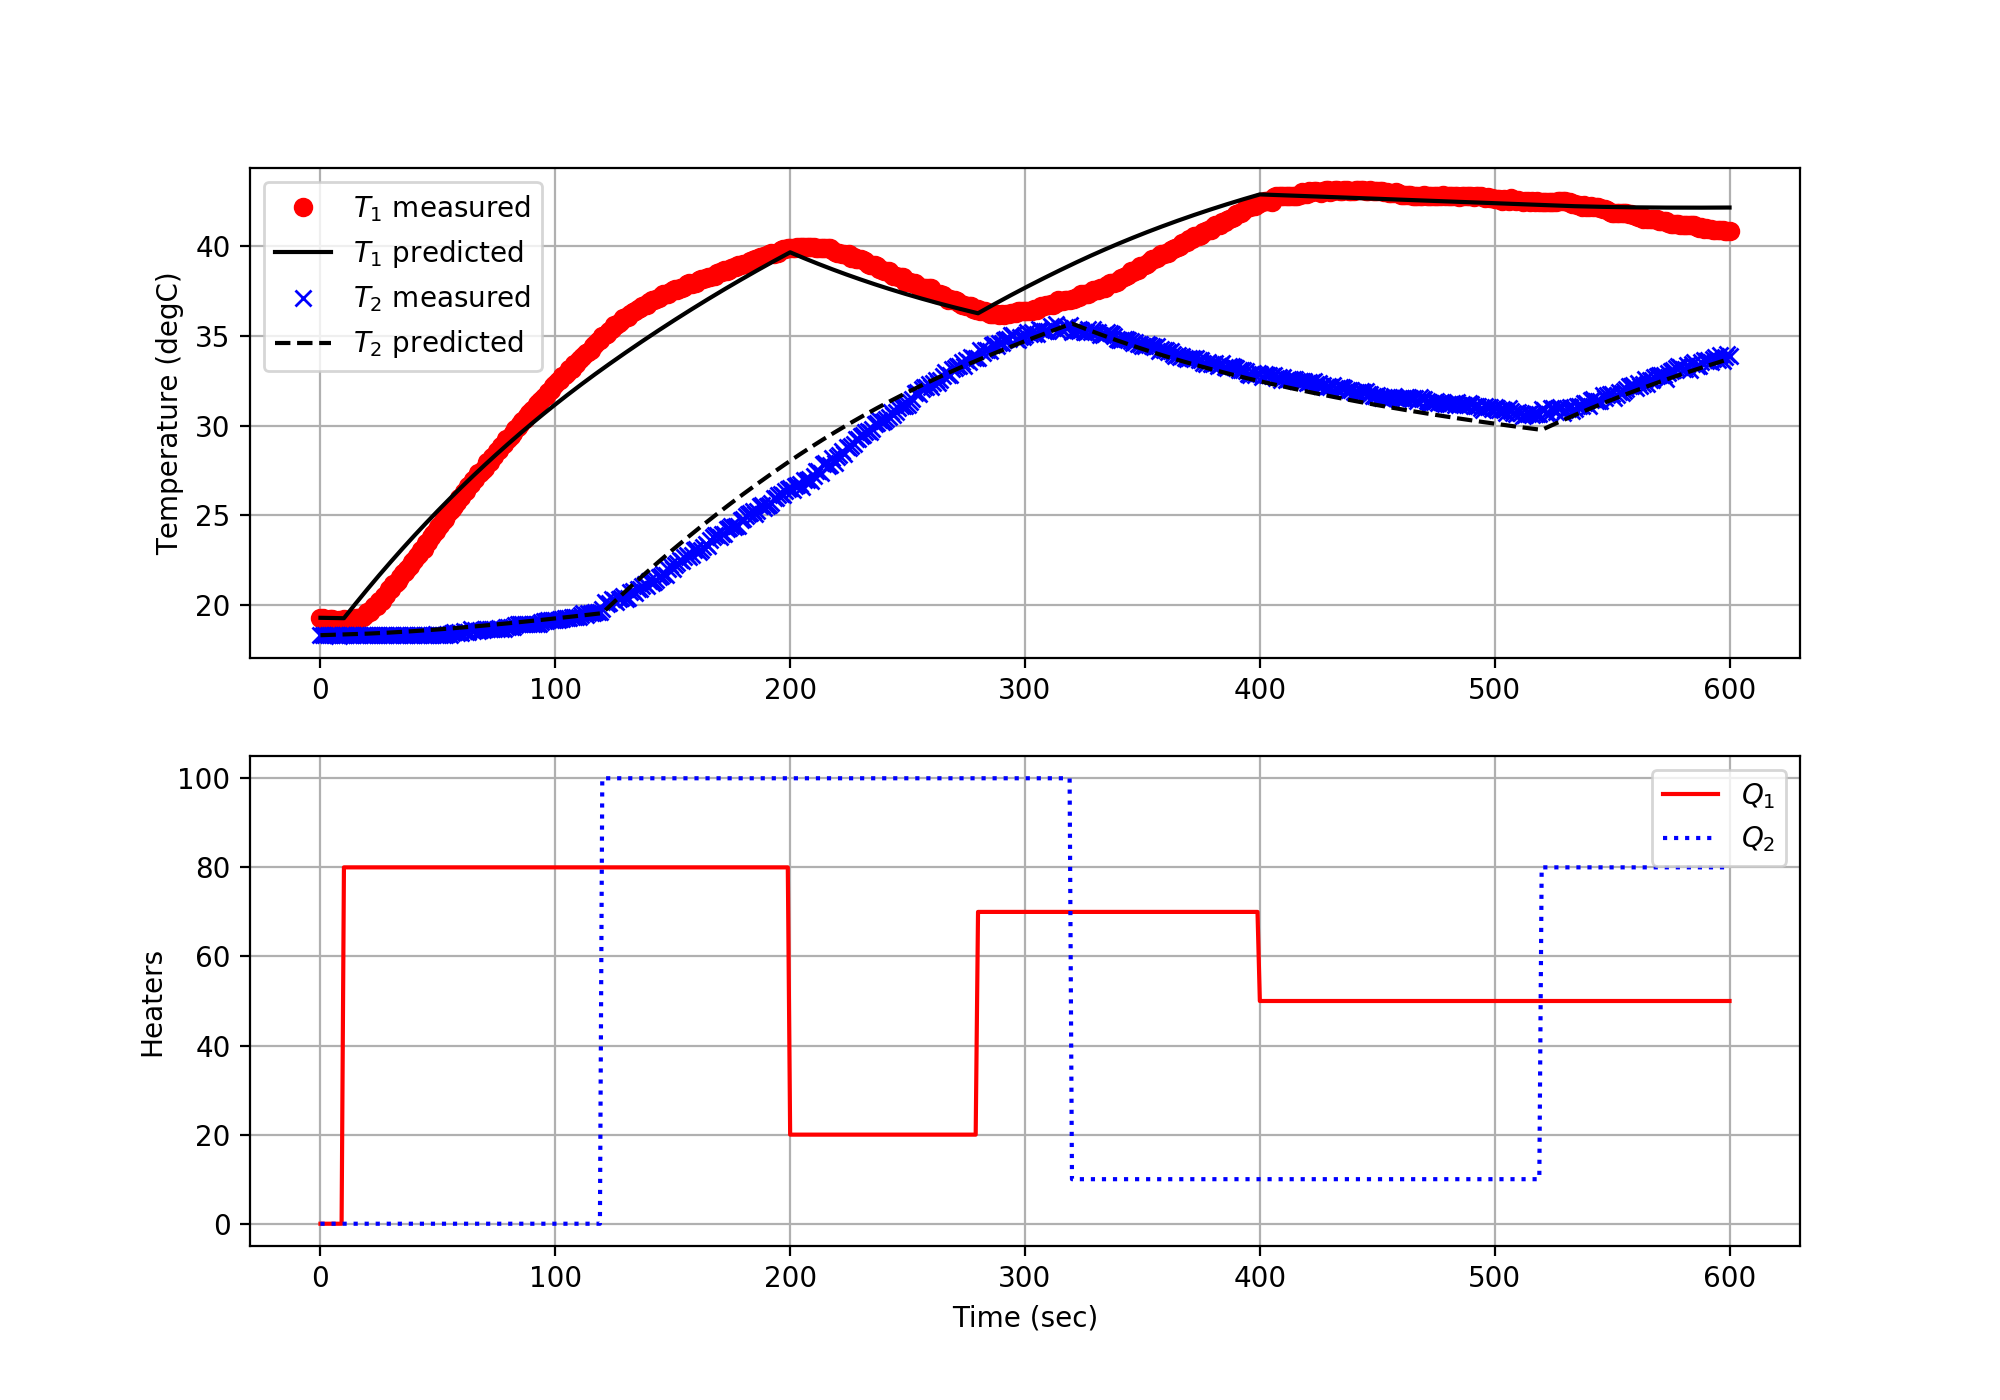 T₁ measured
T₁ predicted
T₂ measured
T₂ predicted
Temperature (degC)
40
35
30
25
20
0 100 200 300 400 500 600
Q₁
Q₂
Heaters
100
80
60
40
20
0
0 100 200 300 400 500 600
Time (sec)